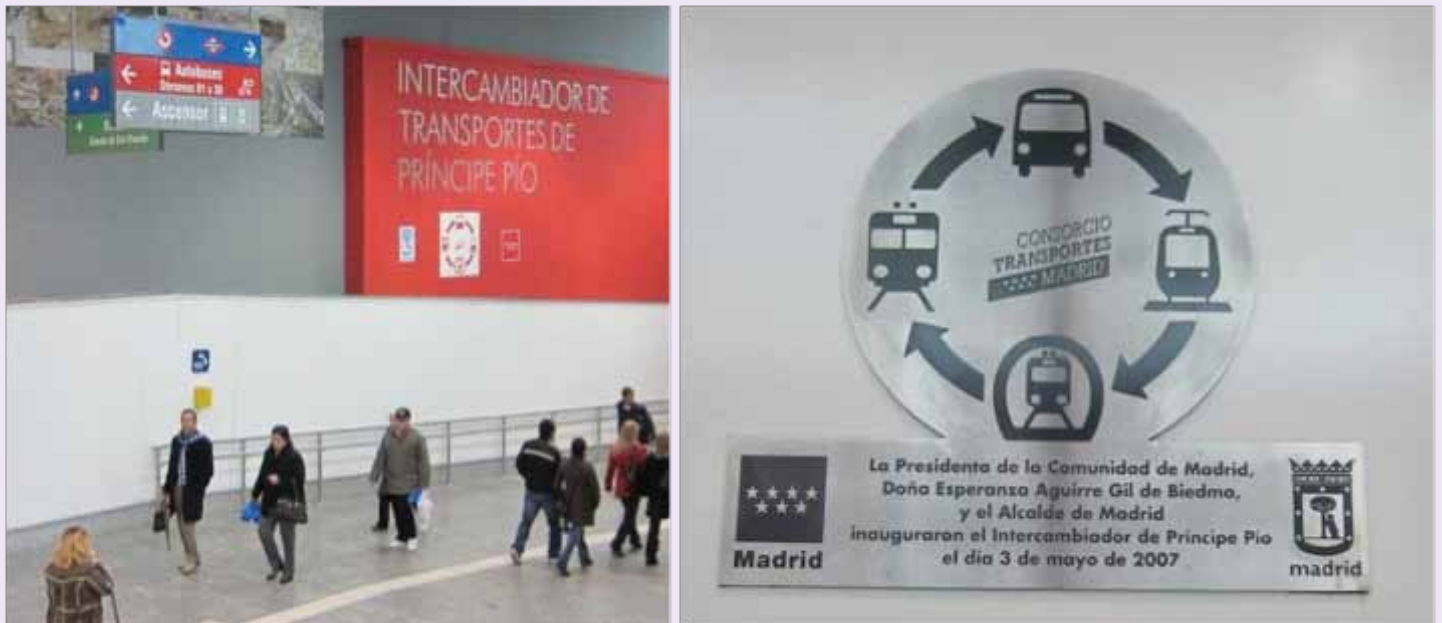 Autobuses
Ascensor
INTERCAMBIADOR DE
TRANSPORTES DE
PRÍNCIPE PÍO
CONSORCIO
TRANSPORTES
MADRID
La Presidenta de la Comunidad de Madrid,
Doña Esperanza Aguirre Gil de Biedma,
y el Alcalde de Madrid
inauguraron el Intercambiador de Príncipe Pío
el día 3 de mayo de 2007
Madrid
madrid